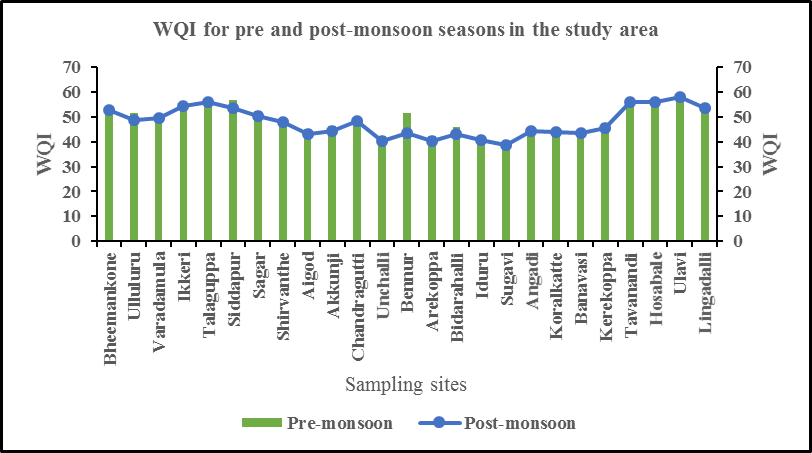 WQI for pre and post-monsoon seasons in the study area
70 70
60 60
50 50
40 40
30 30
20 20
10 10
0 0
WQI
WQI
Bheemankone
Ulluluru
Varadamula
Ikkeri
Talaguppa
Siddapur
Sagar
Shirvanthe
Aigod
Akkunji
Chandragutti
Unchalli
Bennur
Arekoppa
Bidarahalli
Iduru
Sugavi
Angadi
Koralkatte
Banavasi
Kerekoppa
Tavanandi
Hosabale
Ulavi
Lingadalli
Sampling sites
Pre-monsoon Post-monsoon